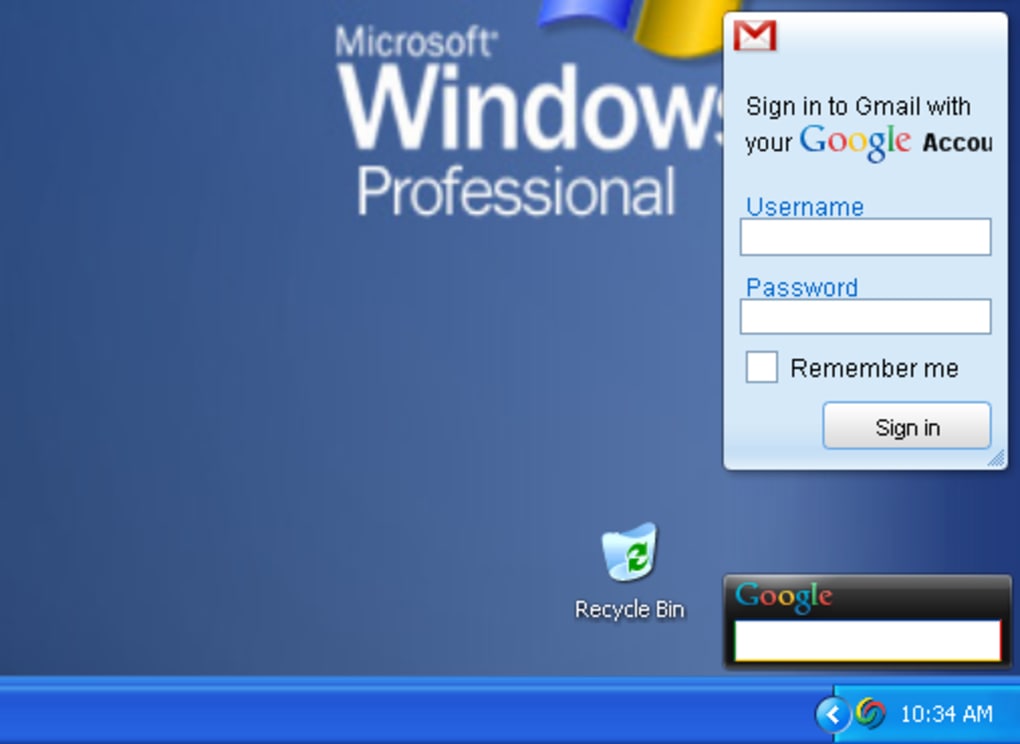 Microsoft
Windows
Professional
Sign in to Gmail with
your Google Accou
Username
Password
Remember me
Sign in
Recycle Bin
Google
10:34 AM